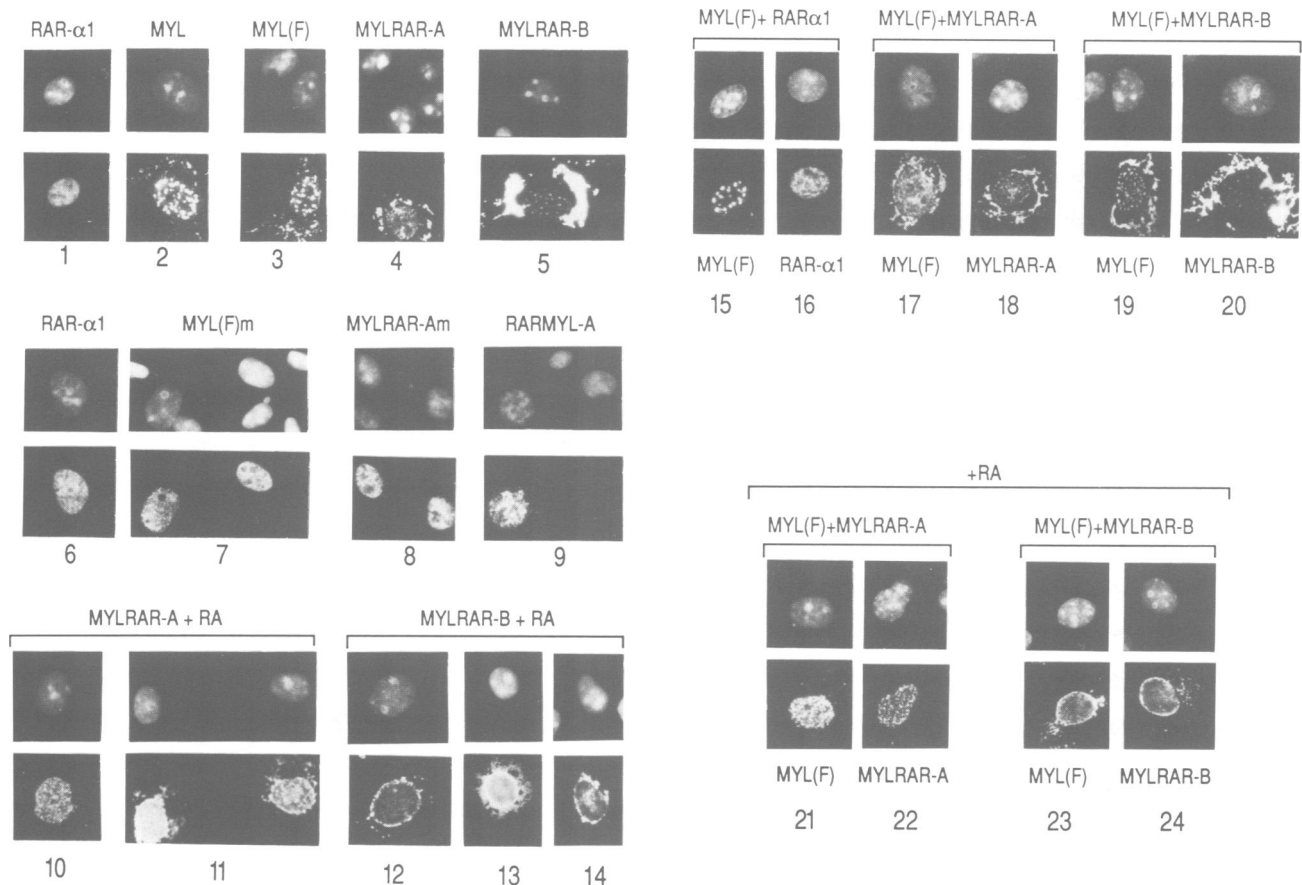 RAR-α1 MYL MYL(F) MYLRAR-A MYLRAR-B
1 2 3 4 5
RAR-α1 MYL(F)m MYLRAR-Am RARMYL-A
6 7 8 9
MYLRAR-A + RA MYLRAR-B + RA
10 11 12 13 14
MYL(F)+ RARα1 MYL(F)+MYLRAR-A MYL(F)+MYLRAR-B
MYL(F) RAR-α1 MYL(F) MYLRAR-A MYL(F) MYLRAR-B
15 16 17 18 19 20
+RA
MYL(F)+MYLRAR-A MYL(F)+MYLRAR-B
MYL(F) MYLRAR-A MYL(F) MYLRAR-B
21 22 23 24